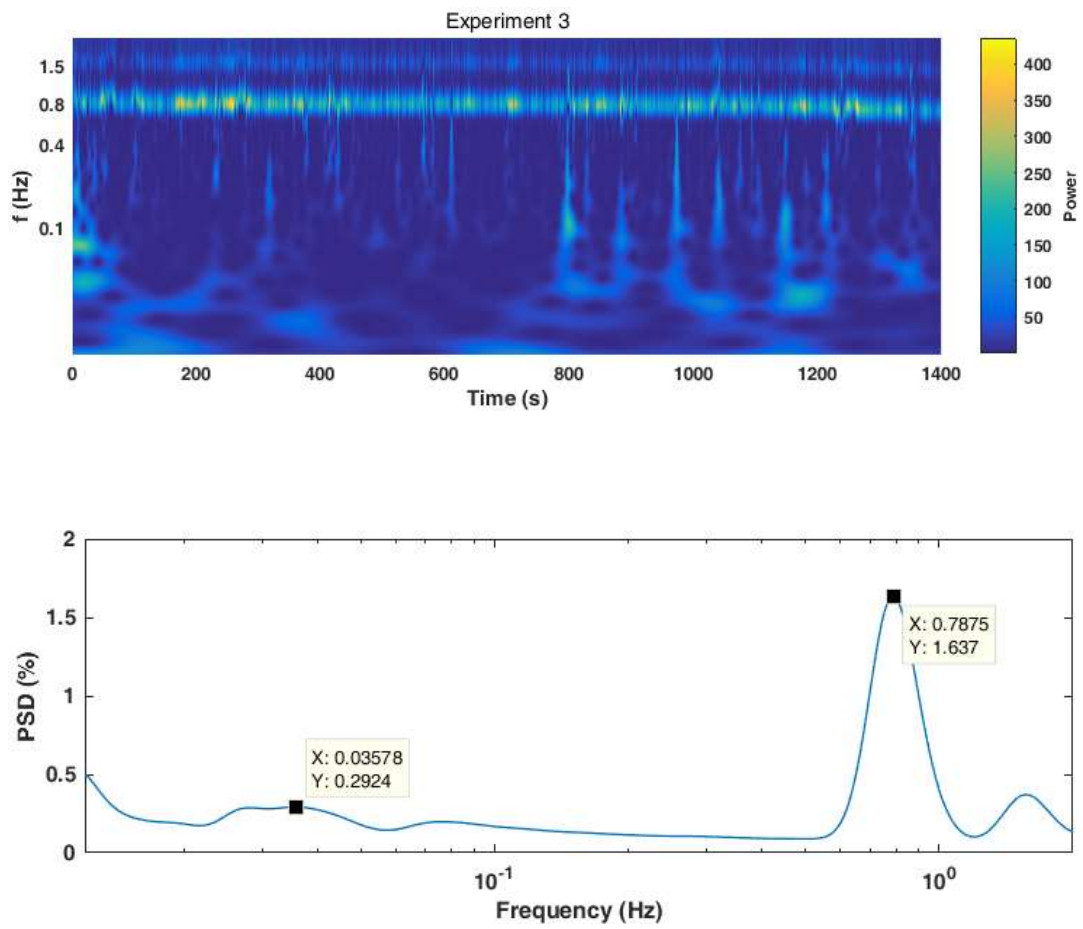 Experiment 3
1.5
0.8
0.4
0.1
f (Hz)
0
200
400
600
800
1000
1200
1400
Time (s)
400
350
300
250
200
150
100
50
Power
2
1.5
1
0.5
0
PSD (%)
X: 0.03578
Y: 0.2924
X: 0.7875
Y: 1.637
10-1
100
Frequency (Hz)